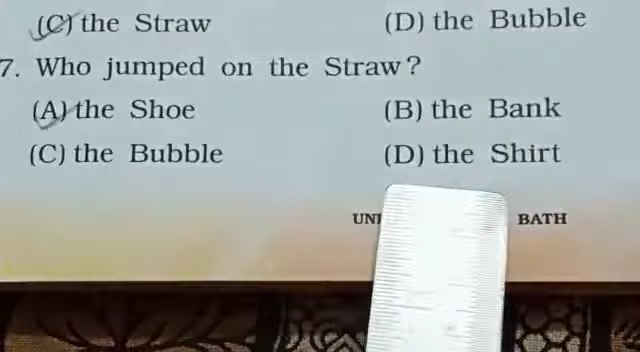 (C) the Straw (D) the Bubble
7. Who jumped on the Straw?
(A) the Shoe (B) the Bank
(C) the Bubble (D) the Shirt
BATH